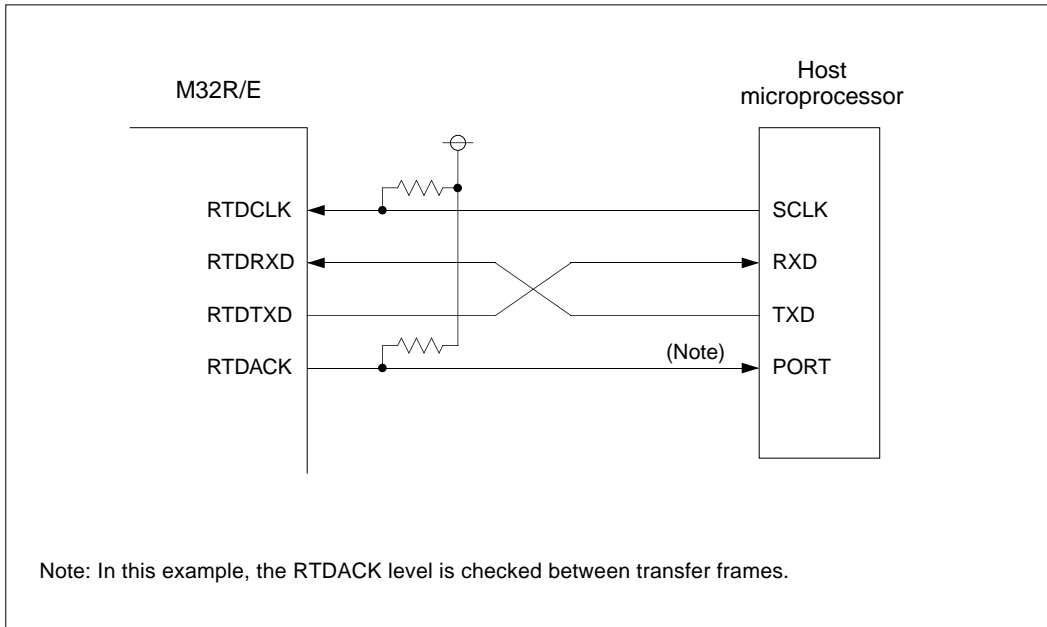 M32R/E
Host
microprocessor
RTDCLK
SCLK
RTDRXD
RXD
RTDTXD
TXD
RTDACK
(Note)
PORT
Note: In this example, the RTDACK level is checked between transfer frames.